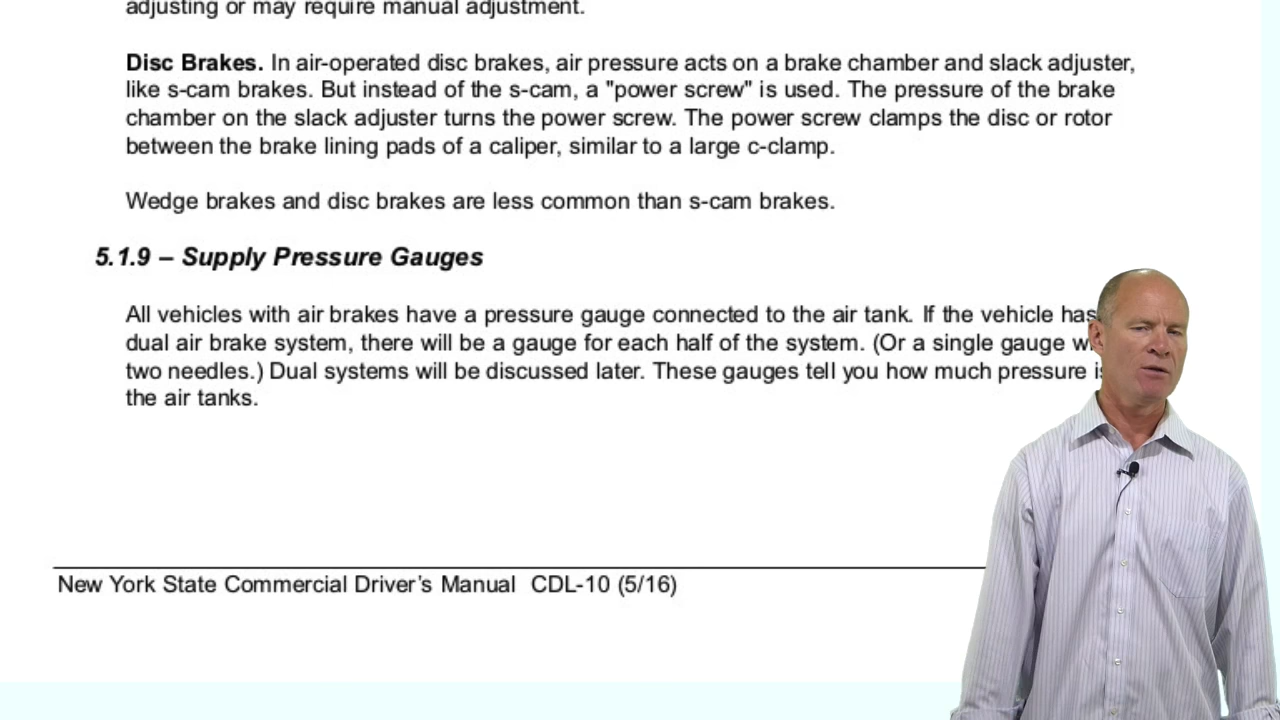 adjusting or may require manual adjustment.
Disc Brakes. In air-operated disc brakes, air pressure acts on a brake chamber and slack adjuster,
like s-cam brakes. But instead of the s-cam, a "power screw" is used. The pressure of the brake
chamber on the slack adjuster turns the power screw. The power screw clamps the disc or rotor
between the brake lining pads of a caliper, similar to a large c-clamp.
Wedge brakes and disc brakes are less common than s-cam brakes.
5.1.9 – Supply Pressure Gauges
All vehicles with air brakes have a pressure gauge connected to the air tank. If the vehicle has
dual air brake system, there will be a gauge for each half of the system. (Or a single gauge
two needles.) Dual systems will be discussed later. These gauges tell you how much pressure
the air tanks.
New York State Commercial Driver's Manual CDL-10 (5/16)